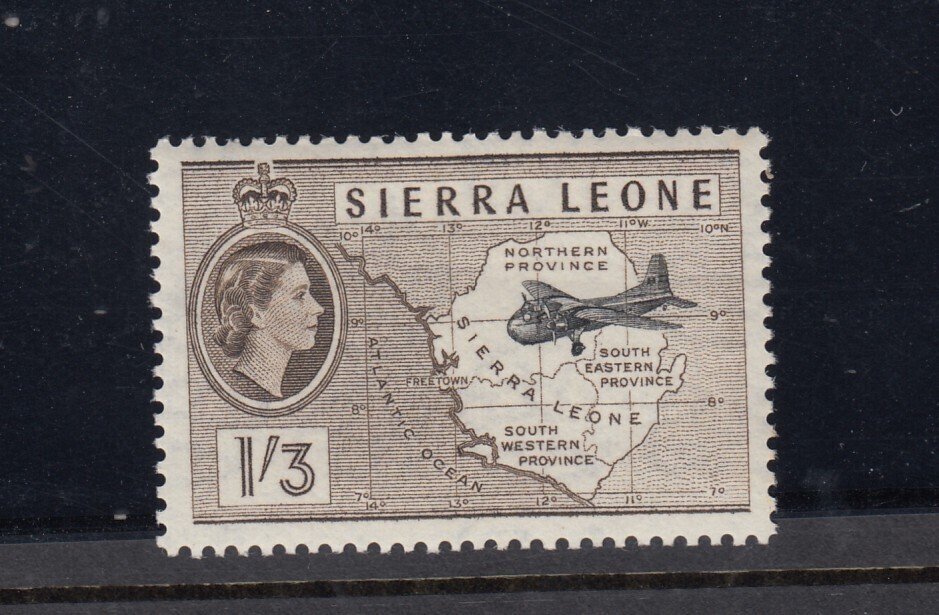 SIERRA LEONE
10° 14° 13° 12° 11°W 10°N
NORTHERN
PROVINCE
9° 9°
SIERRA LEONE
ATLANTIC OCEAN
FREETOWN
SOUTH
EASTERN
PROVINCE
8° 8°
SOUTH
WESTERN
PROVINCE
1/3
7° 14° 13° 12° 11° 7°